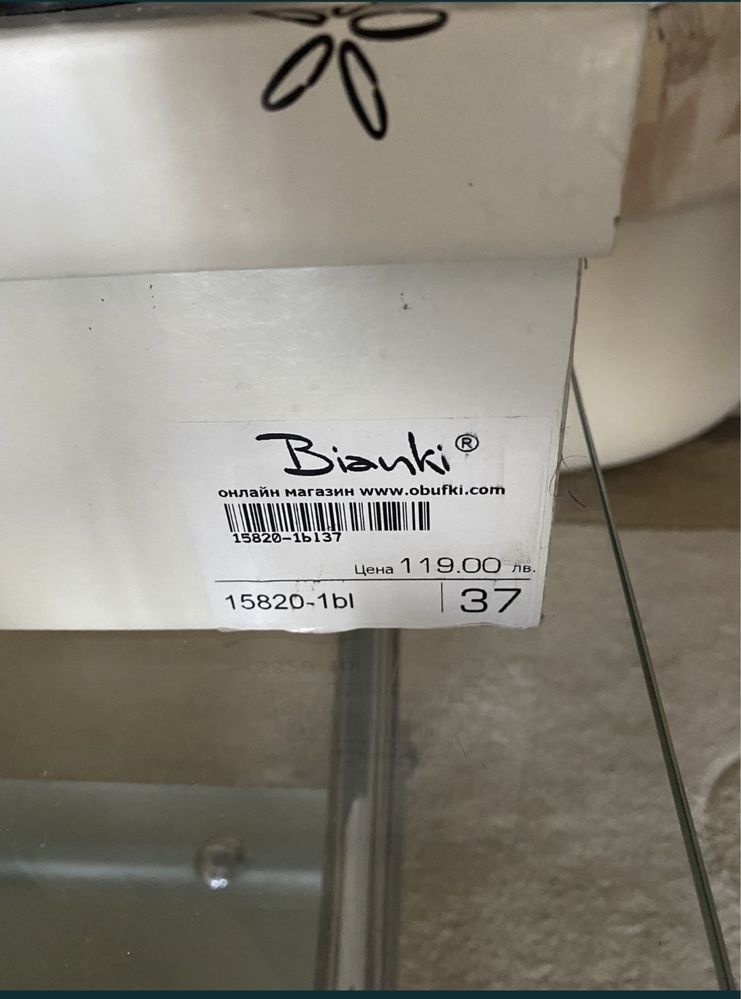 Bianki ®
онлайн магазин www.obufki.com
15820-1bl37
Цена 119.00 лв.
15820-1bl 37